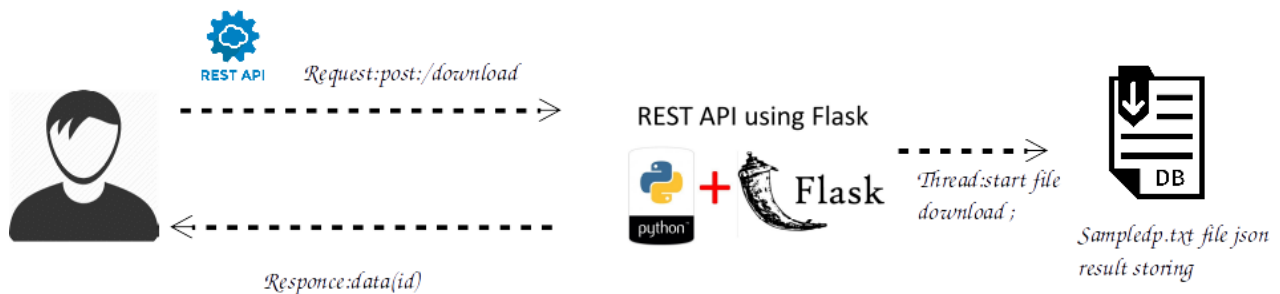 REST API
Request:post:/download
REST API using Flask
python
Flask
Thread:start file
download ;
DB
Sampledp.txt file json
result storing
Responce:data(id)